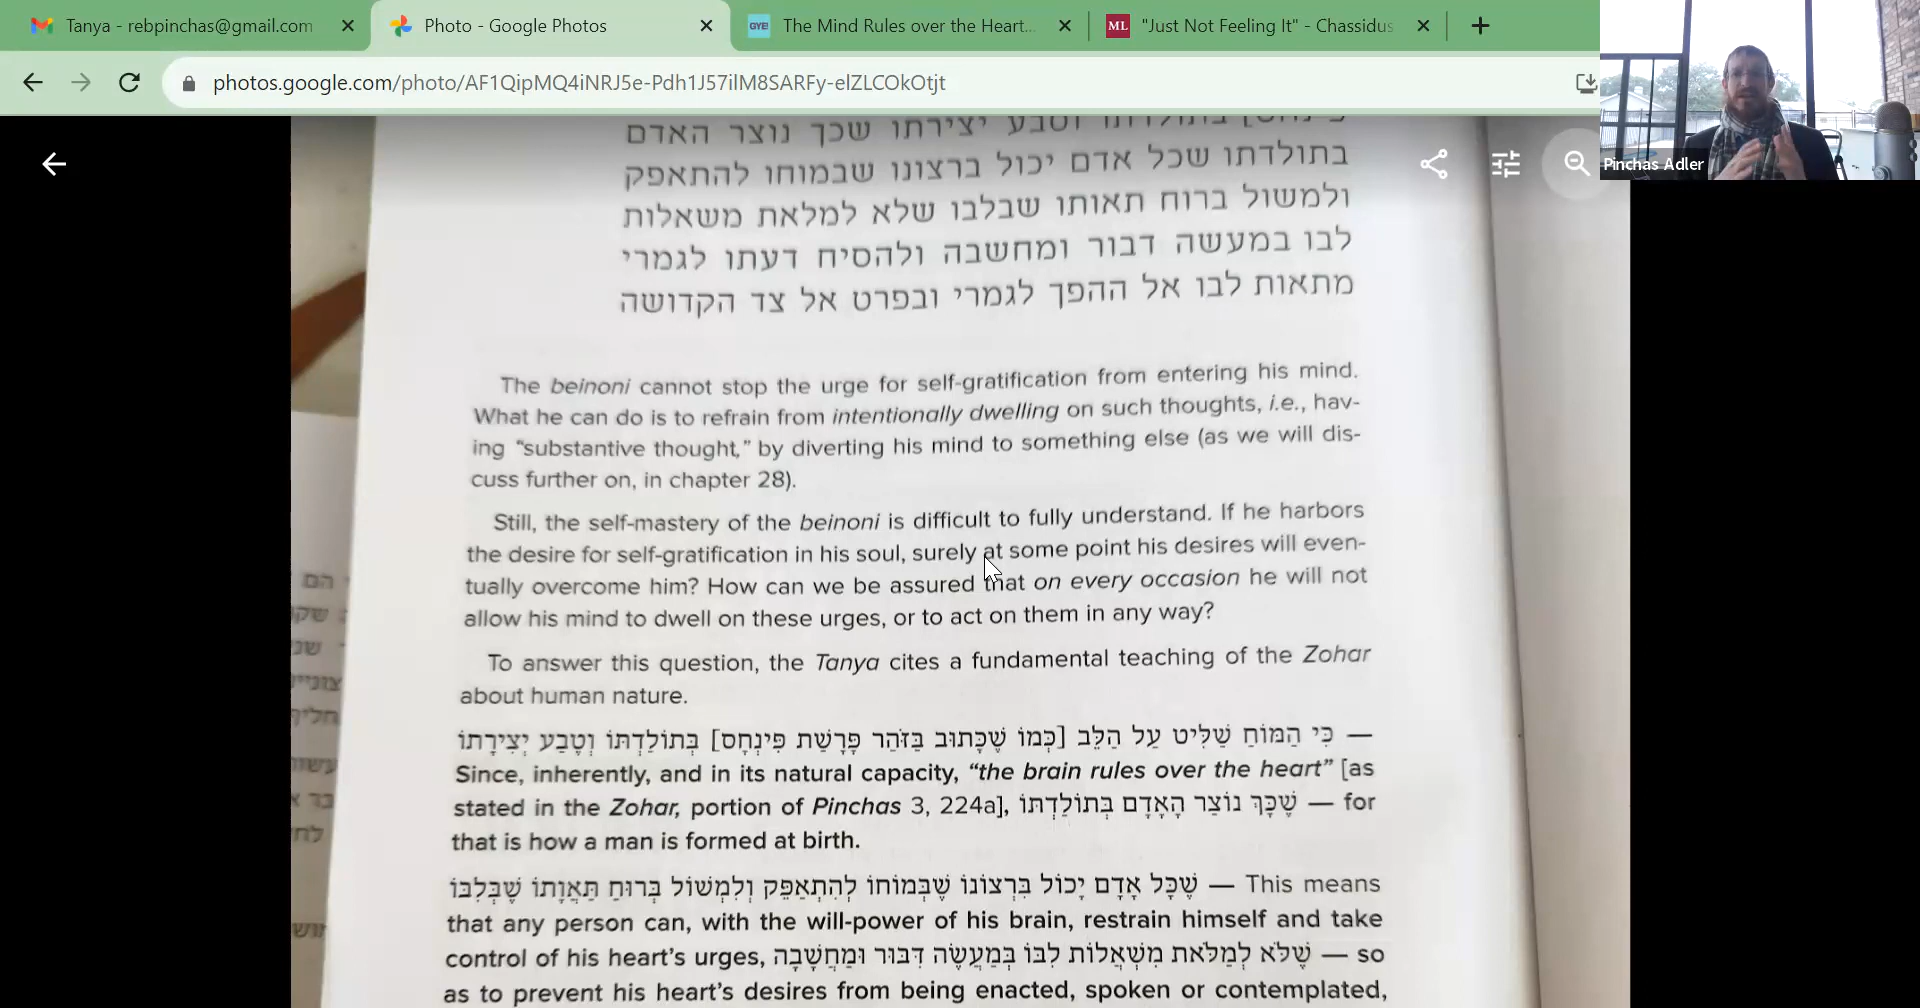 Tanya - rebpinchas@gmail.com
Photo - Google Photos
GYE
The Mind Rules over the Heart...
ML
"Just Not Feeling It" - Chassidus
photos.google.com/photo/AF1QipMQ4iNRJ5e-Pdh1J57ilM8SARFy-elZLCOkOtjt
Pinchas Adler
בתולדתו וטבע יצירתו שכך נוצר האדם
בתולדתו שכל אדם יכול ברצונו שבמוחו להתאפק
ולמשול ברוח תאותו שבלבו שלא למלאת משאלות
לבו במעשה דבור ומחשבה ולהסיח דעתו לגמרי
מתאות לבו אל ההפך לגמרי ובפרט אל צד הקדושה
The beinoni cannot stop the urge for self-gratification from entering his mind.
What he can do is to refrain from intentionally dwelling on such thoughts, i.e., hav-
ing “substantive thought,” by diverting his mind to something else (as we will dis-
cuss further on, in chapter 28).
Still, the self-mastery of the beinoni is difficult to fully understand. If he harbors
the desire for self-gratification in his soul, surely at some point his desires will even-
tually overcome him? How can we be assured that on every occasion he will not
allow his mind to dwell on these urges, or to act on them in any way?
To answer this question, the Tanya cites a fundamental teaching of the Zohar
about human nature.
כִּי הַמּוֹחַ שַׁלִּיט עַל הַלֵּב [כְּמוֹ שֶׁכָּתוּב בַּזֹּהַר פָּרָשַׁת פִּינְחָס] בְּתוֹלַדְתּוֹ וְטֶבַע יְצִירָתוֹ —
Since, inherently, and in its natural capacity, “the brain rules over the heart” [as
stated in the Zohar, portion of Pinchas 3, 224a], שֶׁכָּךְ נוֹצַר הָאָדָם בְּתוֹלַדְתּוֹ — for
that is how a man is formed at birth.
שֶׁכָּל אָדָם יָכוֹל בִּרְצוֹנוֹ שֶׁבְּמוֹחוֹ לְהִתְאַפֵּק וְלִמְשׁוֹל בְּרוּחַ תַּאֲוָתוֹ שֶׁבְּלִבּוֹ — This means
that any person can, with the will-power of his brain, restrain himself and take
control of his heart’s urges, שֶׁלֹּא לְמַלֹּאת מִשְׁאֲלוֹת לִבּוֹ בְּמַעֲשֶׂה דִּבּוּר וּמַחֲשָׁבָה — so
as to prevent his heart’s desires from being enacted, spoken or contemplated,